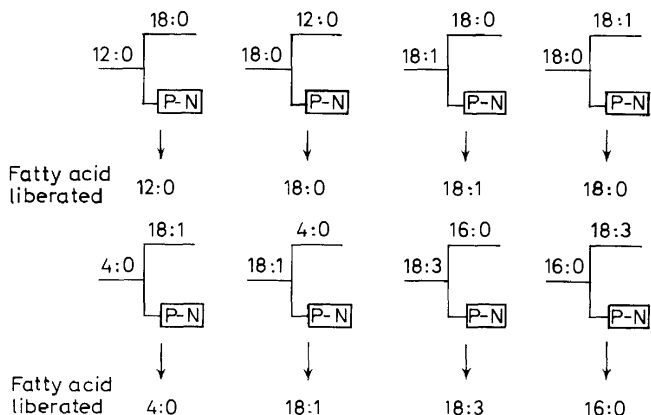 18:0 12:0 18:0 18:1
12:0 18:0 18:1 18:0
P-N P-N P-N P-N
Fatty acid
liberated 12:0 18:0 18:1 18:0
18:1 4:0 16:0 18:3
4:0 18:1 18:3 16:0
P-N P-N P-N P-N
Fatty acid
liberated 4:0 18:1 18:3 16:0